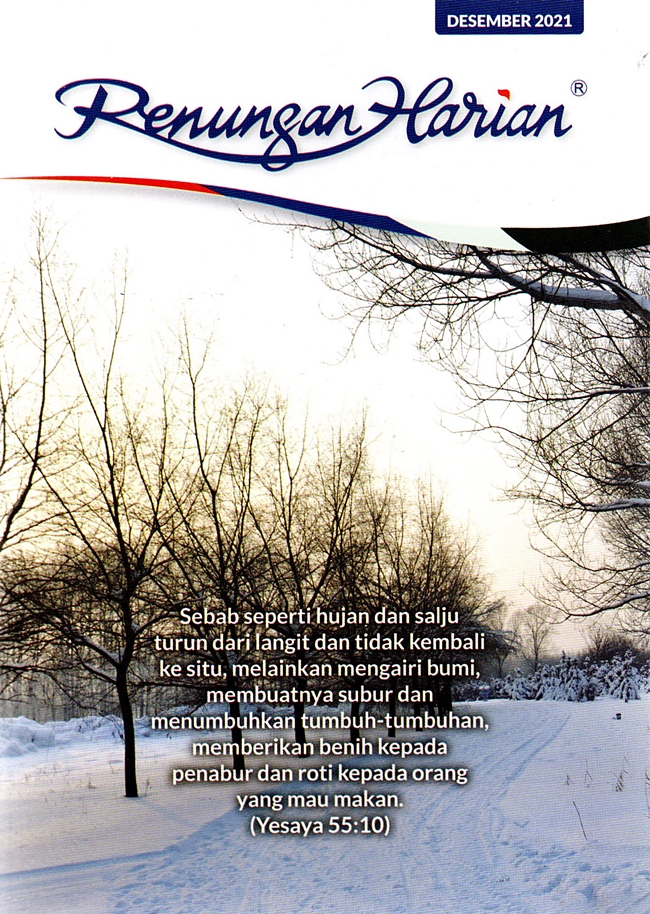 DESEMBER 2021
Renungan Harian®
Sebab seperti hujan dan salju
turun dari langit dan tidak kembali
ke situ, melainkan mengairi bumi,
membuatnya subur dan
menumbuhkan tumbuh-tumbuhan,
memberikan benih kepada
penabur dan roti kepada orang
yang mau makan.
(Yesaya 55:10)